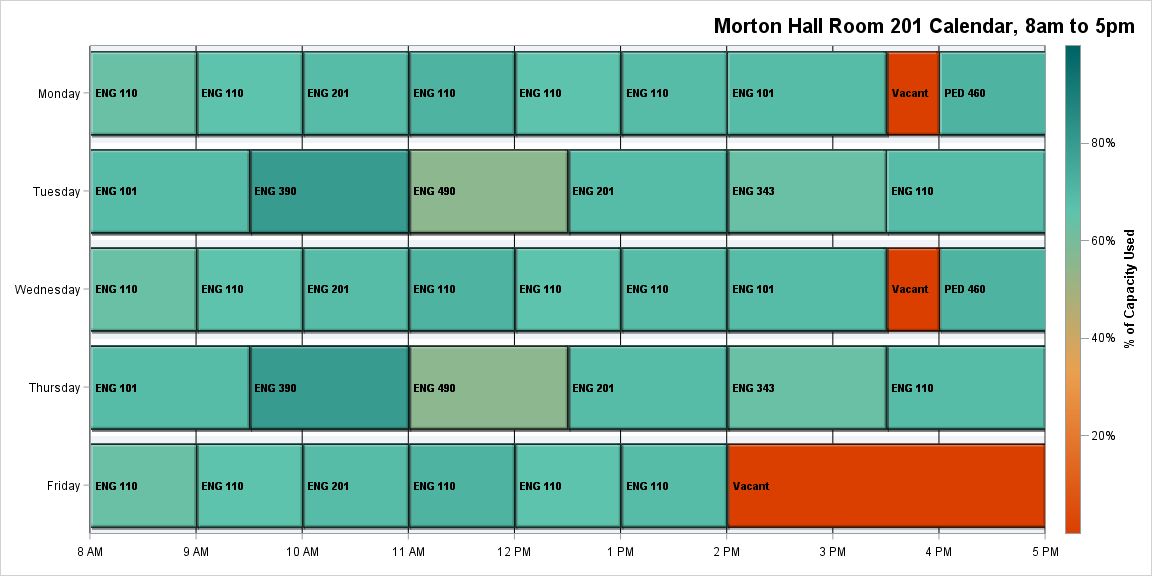 Morton Hall Room 201 Calendar, 8am to 5pm
Monday
ENG 110 ENG 110 ENG 201 ENG 110 ENG 110 ENG 110 ENG 101 Vacant PED 460
Tuesday
ENG 101 ENG 390 ENG 490 ENG 201 ENG 343 ENG 110
Wednesday
ENG 110 ENG 110 ENG 201 ENG 110 ENG 110 ENG 110 ENG 101 Vacant PED 460
Thursday
ENG 101 ENG 390 ENG 490 ENG 201 ENG 343 ENG 110
Friday
ENG 110 ENG 110 ENG 201 ENG 110 ENG 110 ENG 110 Vacant
8 AM 9 AM 10 AM 11 AM 12 PM 1 PM 2 PM 3 PM 4 PM 5 PM
80%
60%
40%
20%
% of Capacity Used